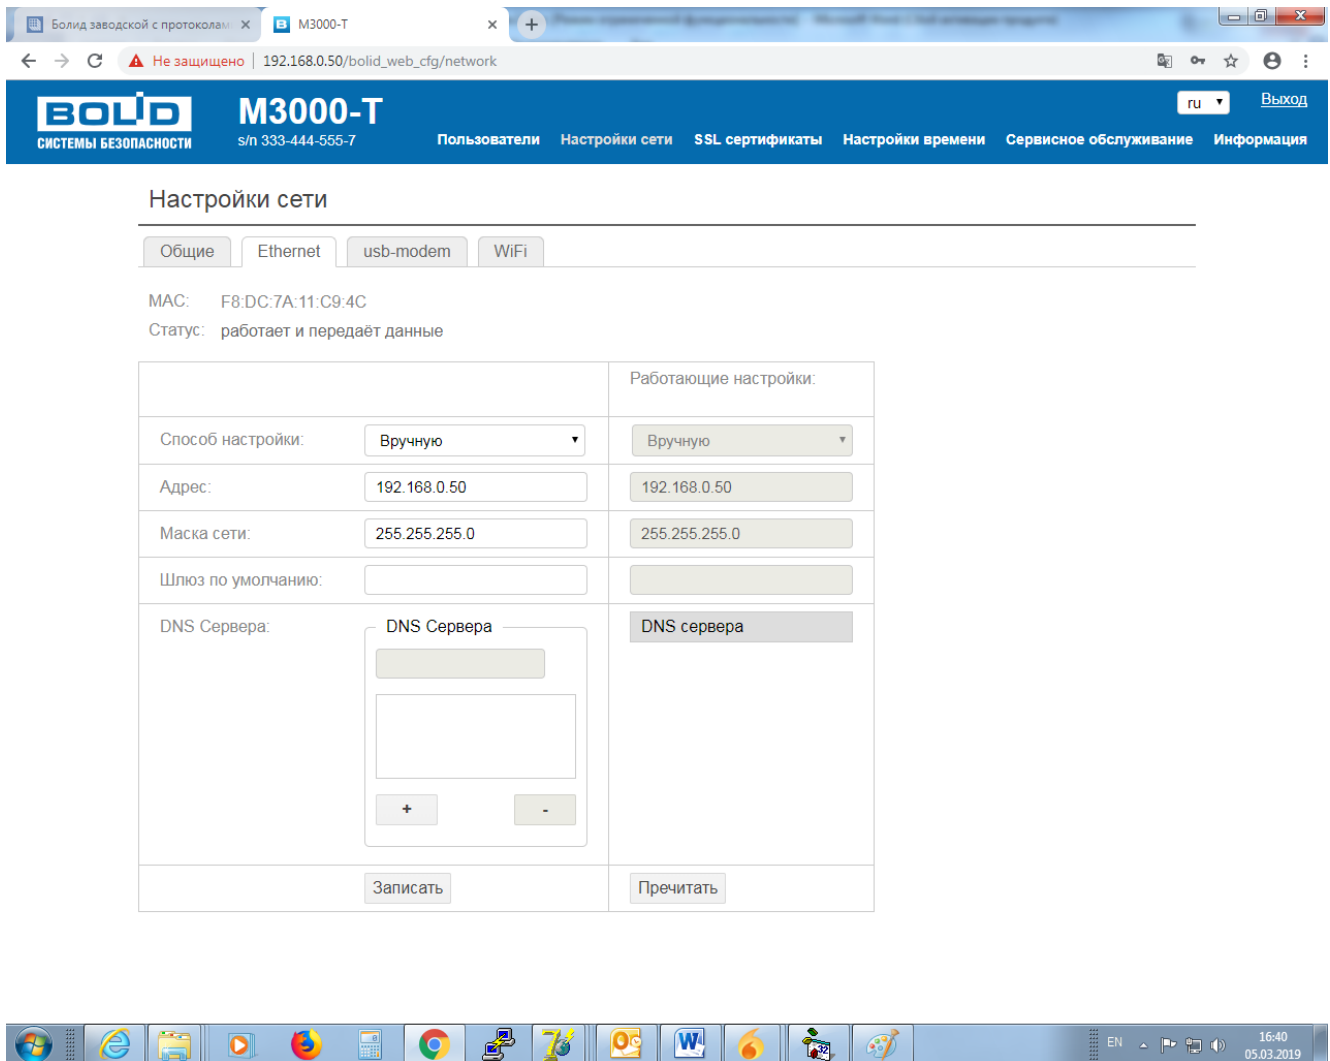 Болид заводской с протоколам
M3000-T
Не защищено
192.168.0.50/bolid_web_cfg/network
BOLID
СИСТЕМЫ БЕЗОПАСНОСТИ
M3000-T
s/n 333-444-555-7
ru
Выход
Пользователи Настройки сети SSL сертификаты Настройки времени Сервисное обслуживание Информация
Настройки сети
Общие Ethernet usb-modem WiFi
MAC: F8:DC:7A:11:C9:4C
Статус: работает и передаёт данные
Работающие настройки:
Способ настройки: Вручную Вручную
Адрес: 192.168.0.50 192.168.0.50
Маска сети: 255.255.255.0 255.255.255.0
Шлюз по умолчанию:
DNS Сервера: DNS Сервера DNS сервера
+ -
Записать Пречитать
EN
16:40
05.03.2019